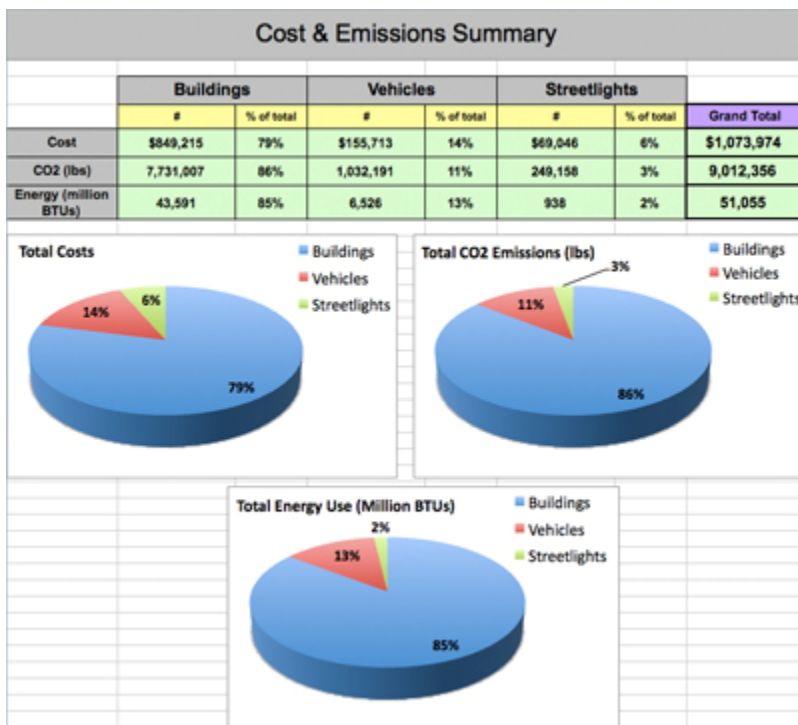 Cost & Emissions Summary
Buildings Vehicles Streetlights
# % of total # % of total # % of total Grand Total
Cost $849,215 79% $155,713 14% $69,046 6% $1,073,974
CO2 (lbs) 7,731,007 86% 1,032,191 11% 249,158 3% 9,012,356
Energy (million BTUs) 43,591 85% 6,526 13% 938 2% 51,055
Total Costs
Buildings
Vehicles
Streetlights
6%
14%
79%
Total CO2 Emissions (lbs)
Buildings
Vehicles
Streetlights
3%
11%
86%
Total Energy Use (Million BTUs)
Buildings
Vehicles
Streetlights
2%
13%
85%